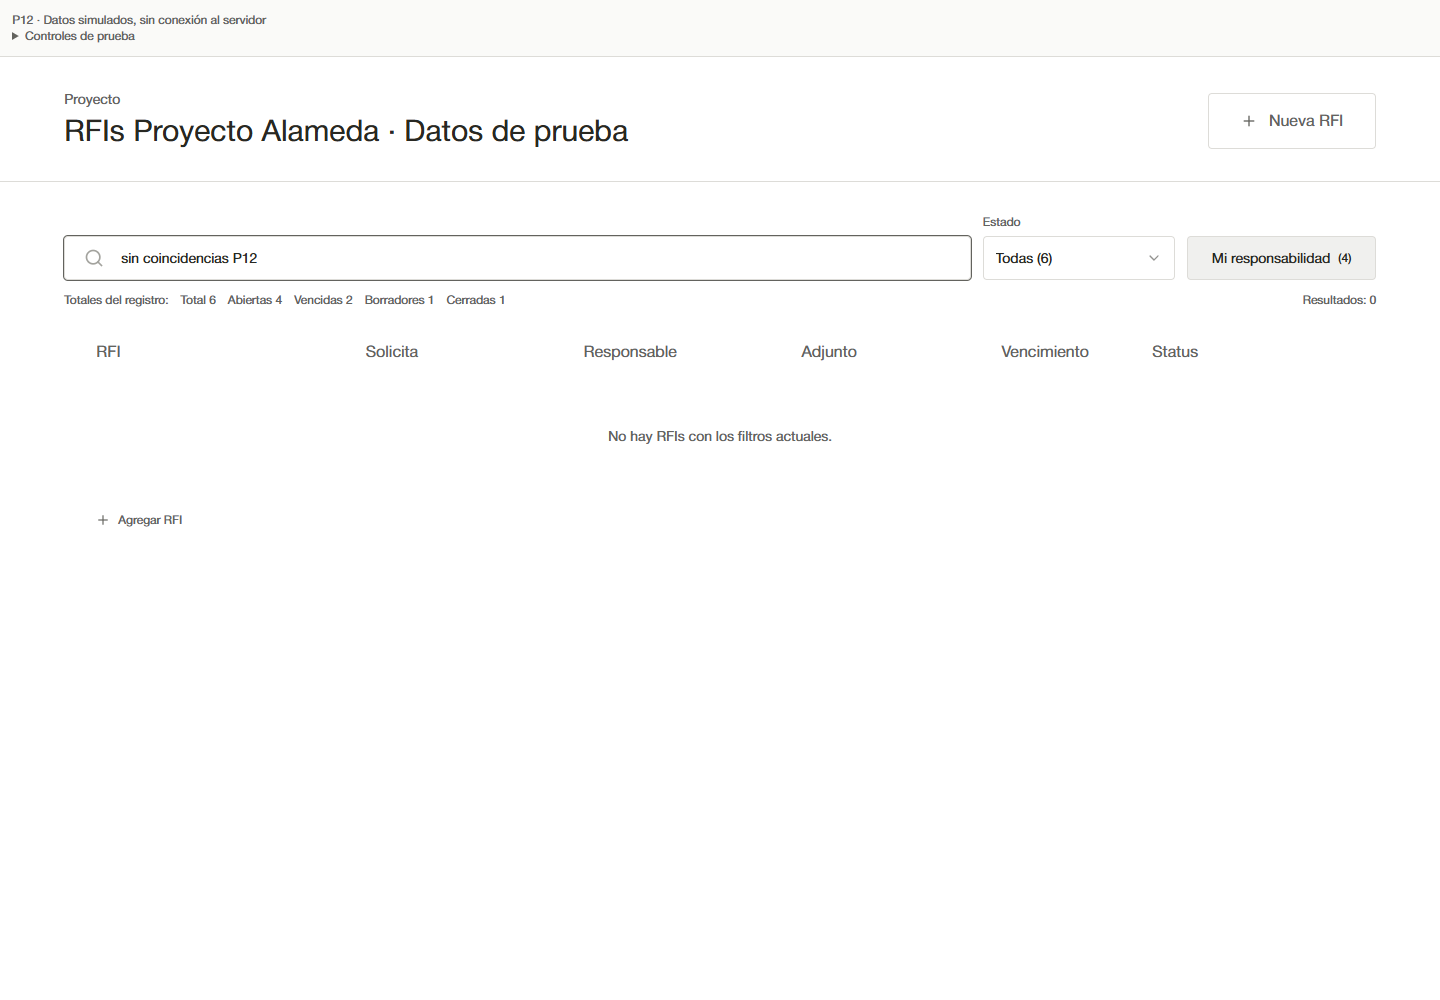 P12 · Datos simulados, sin conexión al servidor
Controles de prueba
Proyecto
RFIs Proyecto Alameda · Datos de prueba
Nueva RFI
Estado
sin coincidencias P12
Todas (6)
Mi responsabilidad (4)
Totales del registro: Total 6 Abiertas 4 Vencidas 2 Borradores 1 Cerradas 1
Resultados: 0
RFI Solicita Responsable Adjunto Vencimiento Status
No hay RFIs con los filtros actuales.
Agregar RFI